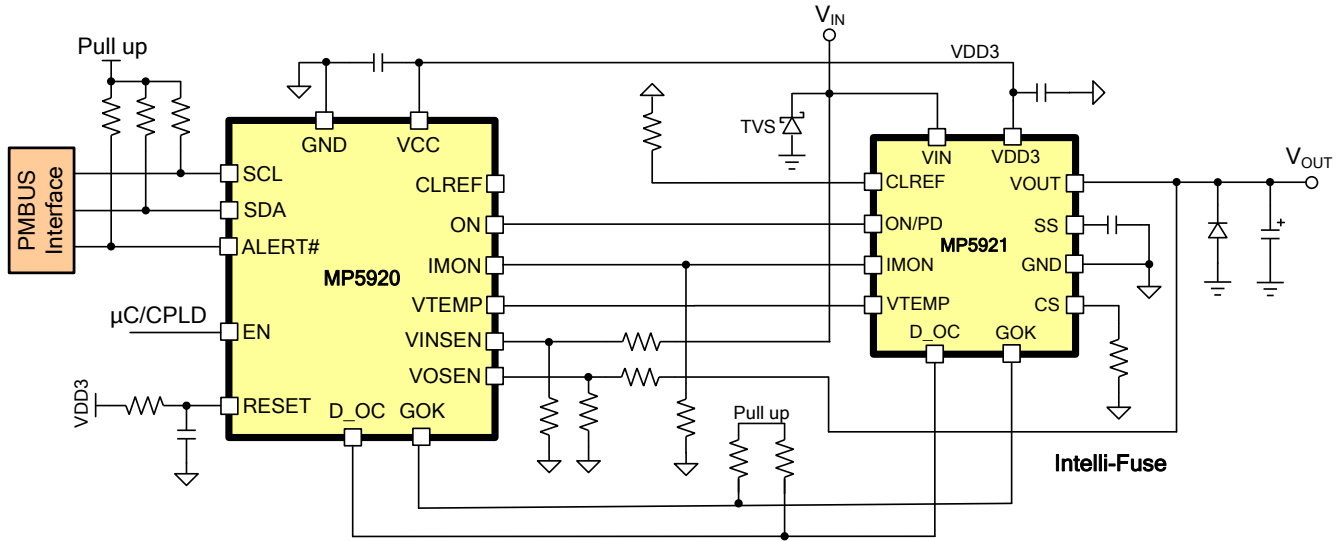 V_IN
Pull up
VDD3
TVS
GND
VCC
VIN
VDD3
PMBUS
Interface
SCL
SDA
ALERT#
CLREF
ON
IMON
VTEMP
VINSEN
VOSEN
MP5920
µC/CPLD
EN
VDD3
RESET
D_OC
GOK
CLREF
ON/PD
IMON
VTEMP
MP5921
VOUT
SS
GND
CS
D_OC
GOK
V_OUT
+
Pull up
Intelli-Fuse